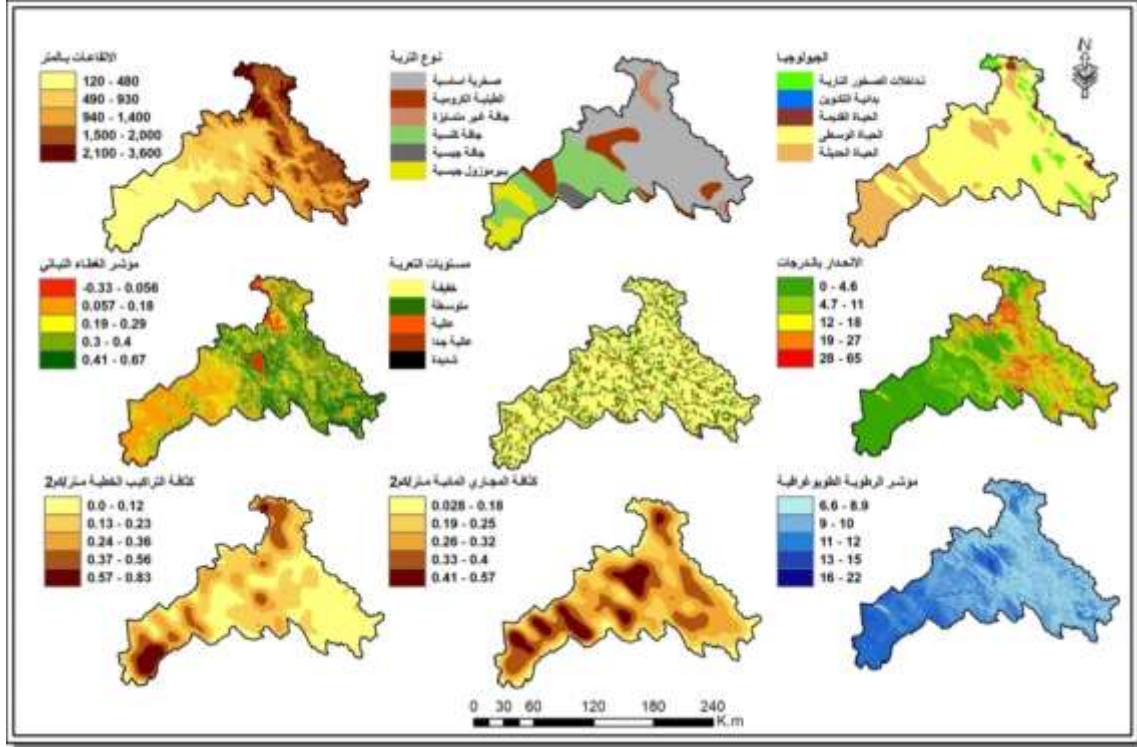 الاتفاعات بالمتر
120 - 480
490 - 930
940 - 1,400
1,500 - 2,000
2,100 - 3,600
نوع التربة
صخرية اساسية
الطينية الكرومية
جافة غير متمايزة
جافة كلسية
جافة جبسية
يبرموزول جبسية
الجيولوجيا
تداخلات الصخور النارية
بدائية التكوين
الحياة القديمة
الحياة الوسطى
الحياة الحديثة
N
مؤشر الغطاء النباتي
-0.33 - 0.056
0.057 - 0.18
0.19 - 0.29
0.3 - 0.4
0.41 - 0.67
مستويات التعرية
خفيفة
متوسطة
عالية
عالية جدا
شديدة
الانحدار بالدرجات
0 - 4.6
4.7 - 11
12 - 18
19 - 27
28 - 65
كثافة التراكيب الخطية متر/كم2
0.0 - 0.12
0.13 - 0.23
0.24 - 0.36
0.37 - 0.56
0.57 - 0.83
كثافة المجاري المائية متر/كم2
0.028 - 0.18
0.19 - 0.25
0.26 - 0.32
0.33 - 0.4
0.41 - 0.57
مؤشر الرطوبة الطوبوغرافية
6.6 - 8.9
9 - 10
11 - 12
13 - 15
16 - 22
0 30 60 120 180 240
K.m